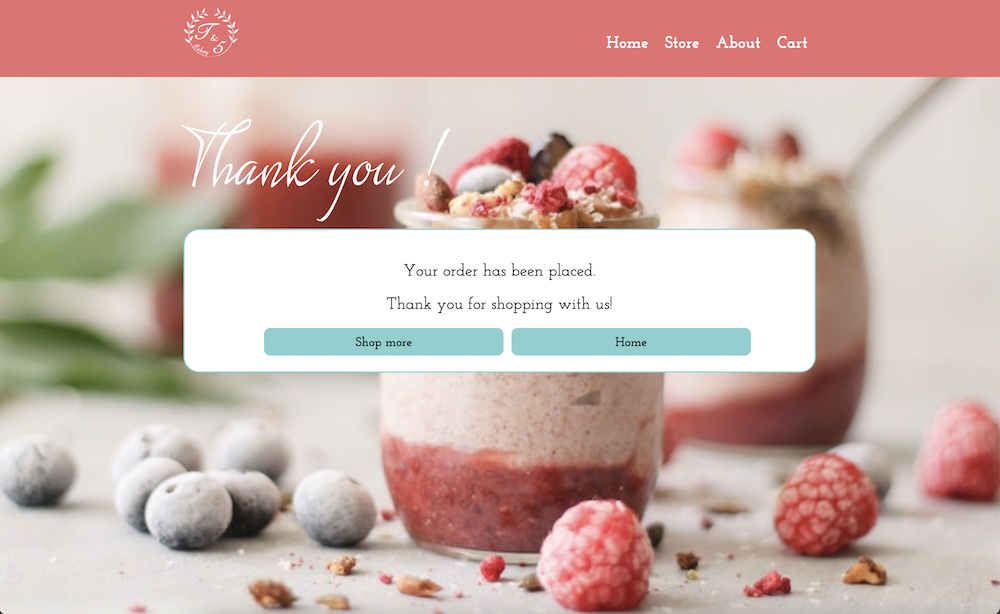 T & 5
Bakery
Home Store About Cart
Thank you !
Your order has been placed.
Thank you for shopping with us!
Shop more Home